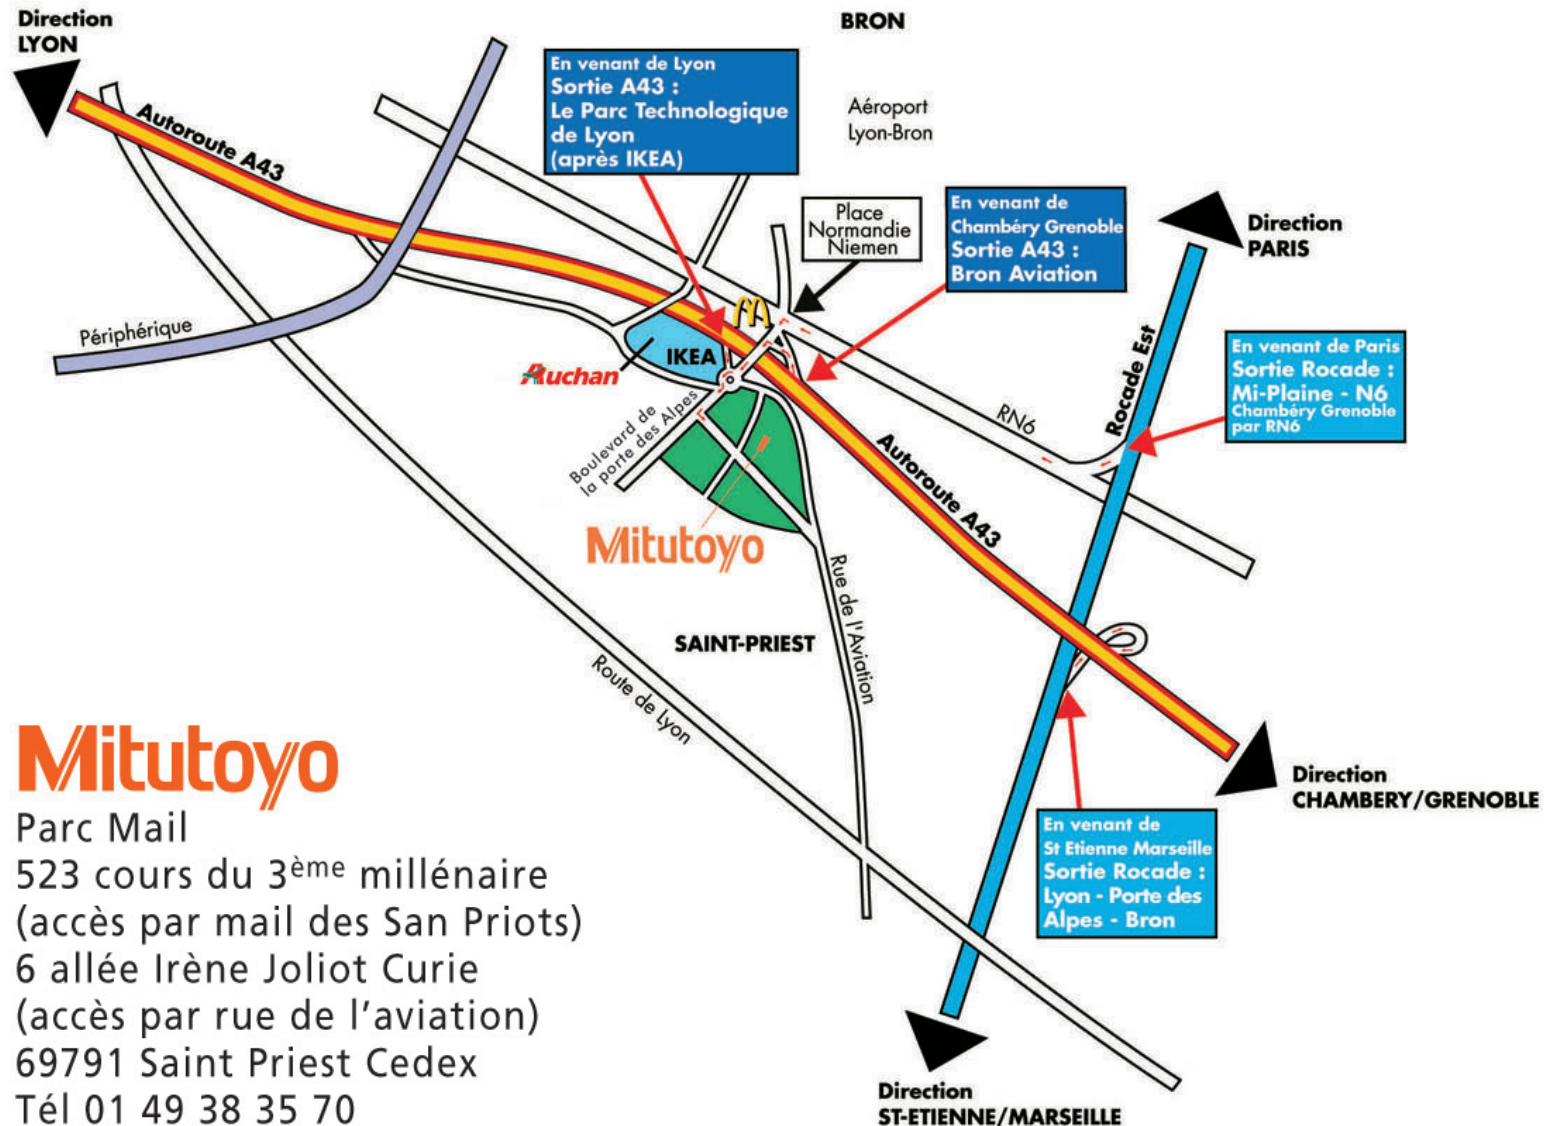 Direction
LYON
BRON
En venant de Lyon
Sortie A43 :
Le Parc Technologique
de Lyon
(après IKEA)
Aéroport
Lyon-Bron
Autoroute A43
Place
Normandie
Niemen
En venant de
Chambéry Grenoble
Sortie A43 :
Bron Aviation
Direction
PARIS
Périphérique
IKEA
Auchan
Boulevard de
la porte des Alpes
RN6
Rocade Est
En venant de Paris
Sortie Rocade :
Mi-Plaine - N6
Chambéry Grenoble
par RN6
Autoroute A43
Mitutoyo
Rue de l'Aviation
SAINT-PRIEST
Route de Lyon
Direction
CHAMBERY/GRENOBLE
En venant de
St Etienne Marseille
Sortie Rocade :
Lyon - Porte des
Alpes - Bron
Direction
ST-ETIENNE/MARSEILLE
Mitutoyo
Parc Mail
523 cours du 3ème millénaire
(accès par mail des San Priots)
6 allée Irène Joliot Curie
(accès par rue de l’aviation)
69791 Saint Priest Cedex
Tél 01 49 38 35 70